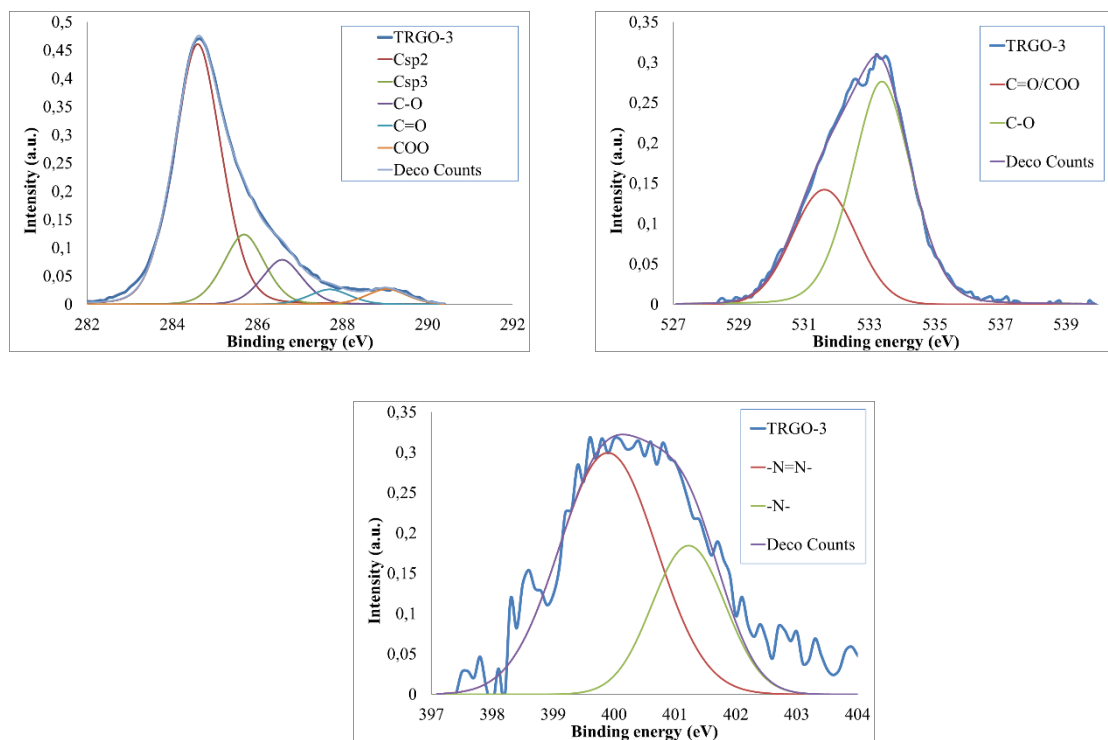 0,5
0,45
0,4
0,35
0,3
0,25
0,2
0,15
0,1
0,05
0
Intensity (a.u.)
282 284 286 288 290 292
Binding energy (eV)
TRGO-3
Csp2
Csp3
C-O
C=O
COO
Deco Counts
0,35
0,3
0,25
0,2
0,15
0,1
0,05
0
Intensity (a.u.)
527 529 531 533 535 537 539
Binding energy (eV)
TRGO-3
C=O/COO
C-O
Deco Counts
0,35
0,3
0,25
0,2
0,15
0,1
0,05
0
Intensity (a.u.)
397 398 399 400 401 402 403 404
Binding energy (eV)
TRGO-3
-N=N-
-N-
Deco Counts